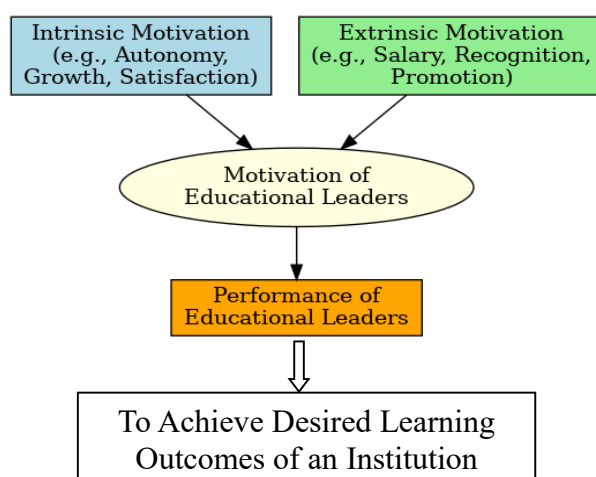 Intrinsic Motivation
(e.g., Autonomy,
Growth, Satisfaction)
Extrinsic Motivation
(e.g., Salary, Recognition,
Promotion)
Motivation of
Educational Leaders
Performance of
Educational Leaders
To Achieve Desired Learning
Outcomes of an Institution